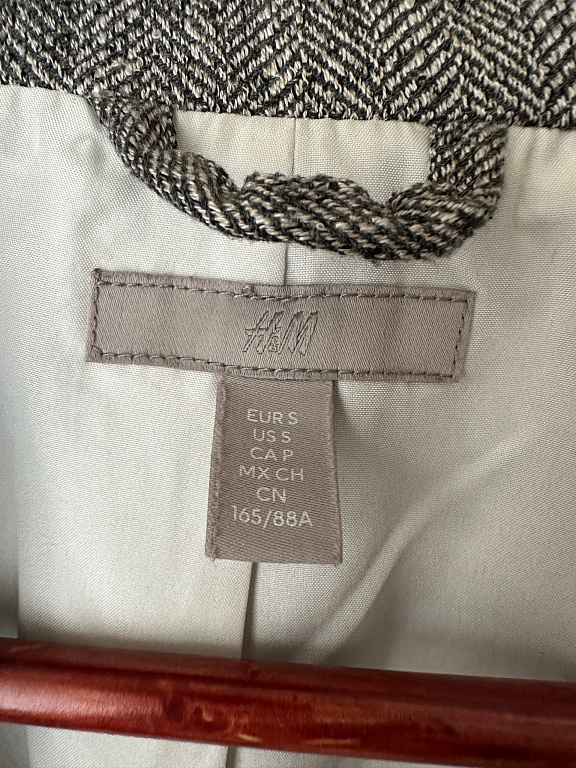 H&M
EUR S
US S
CA P
MX CH
CN
165/88A